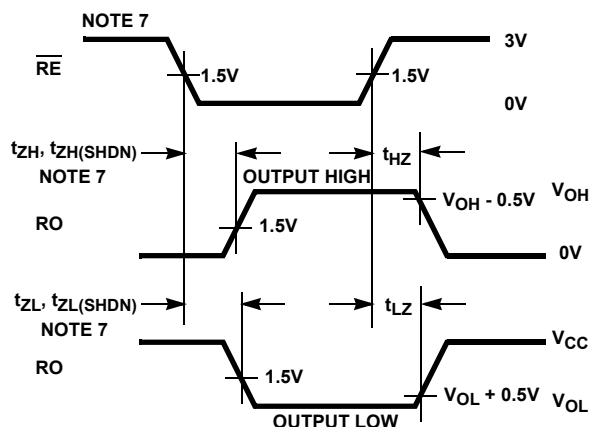 NOTE 7
RE
1.5V
1.5V
3V
0V
tZH, tZH(SHDN)
NOTE 7
tHZ
OUTPUT HIGH
RO
1.5V
VOH - 0.5V
VOH
0V
tZL, tZL(SHDN)
NOTE 7
tLZ
RO
1.5V
VCC
VOL + 0.5V
VOL
OUTPUT LOW